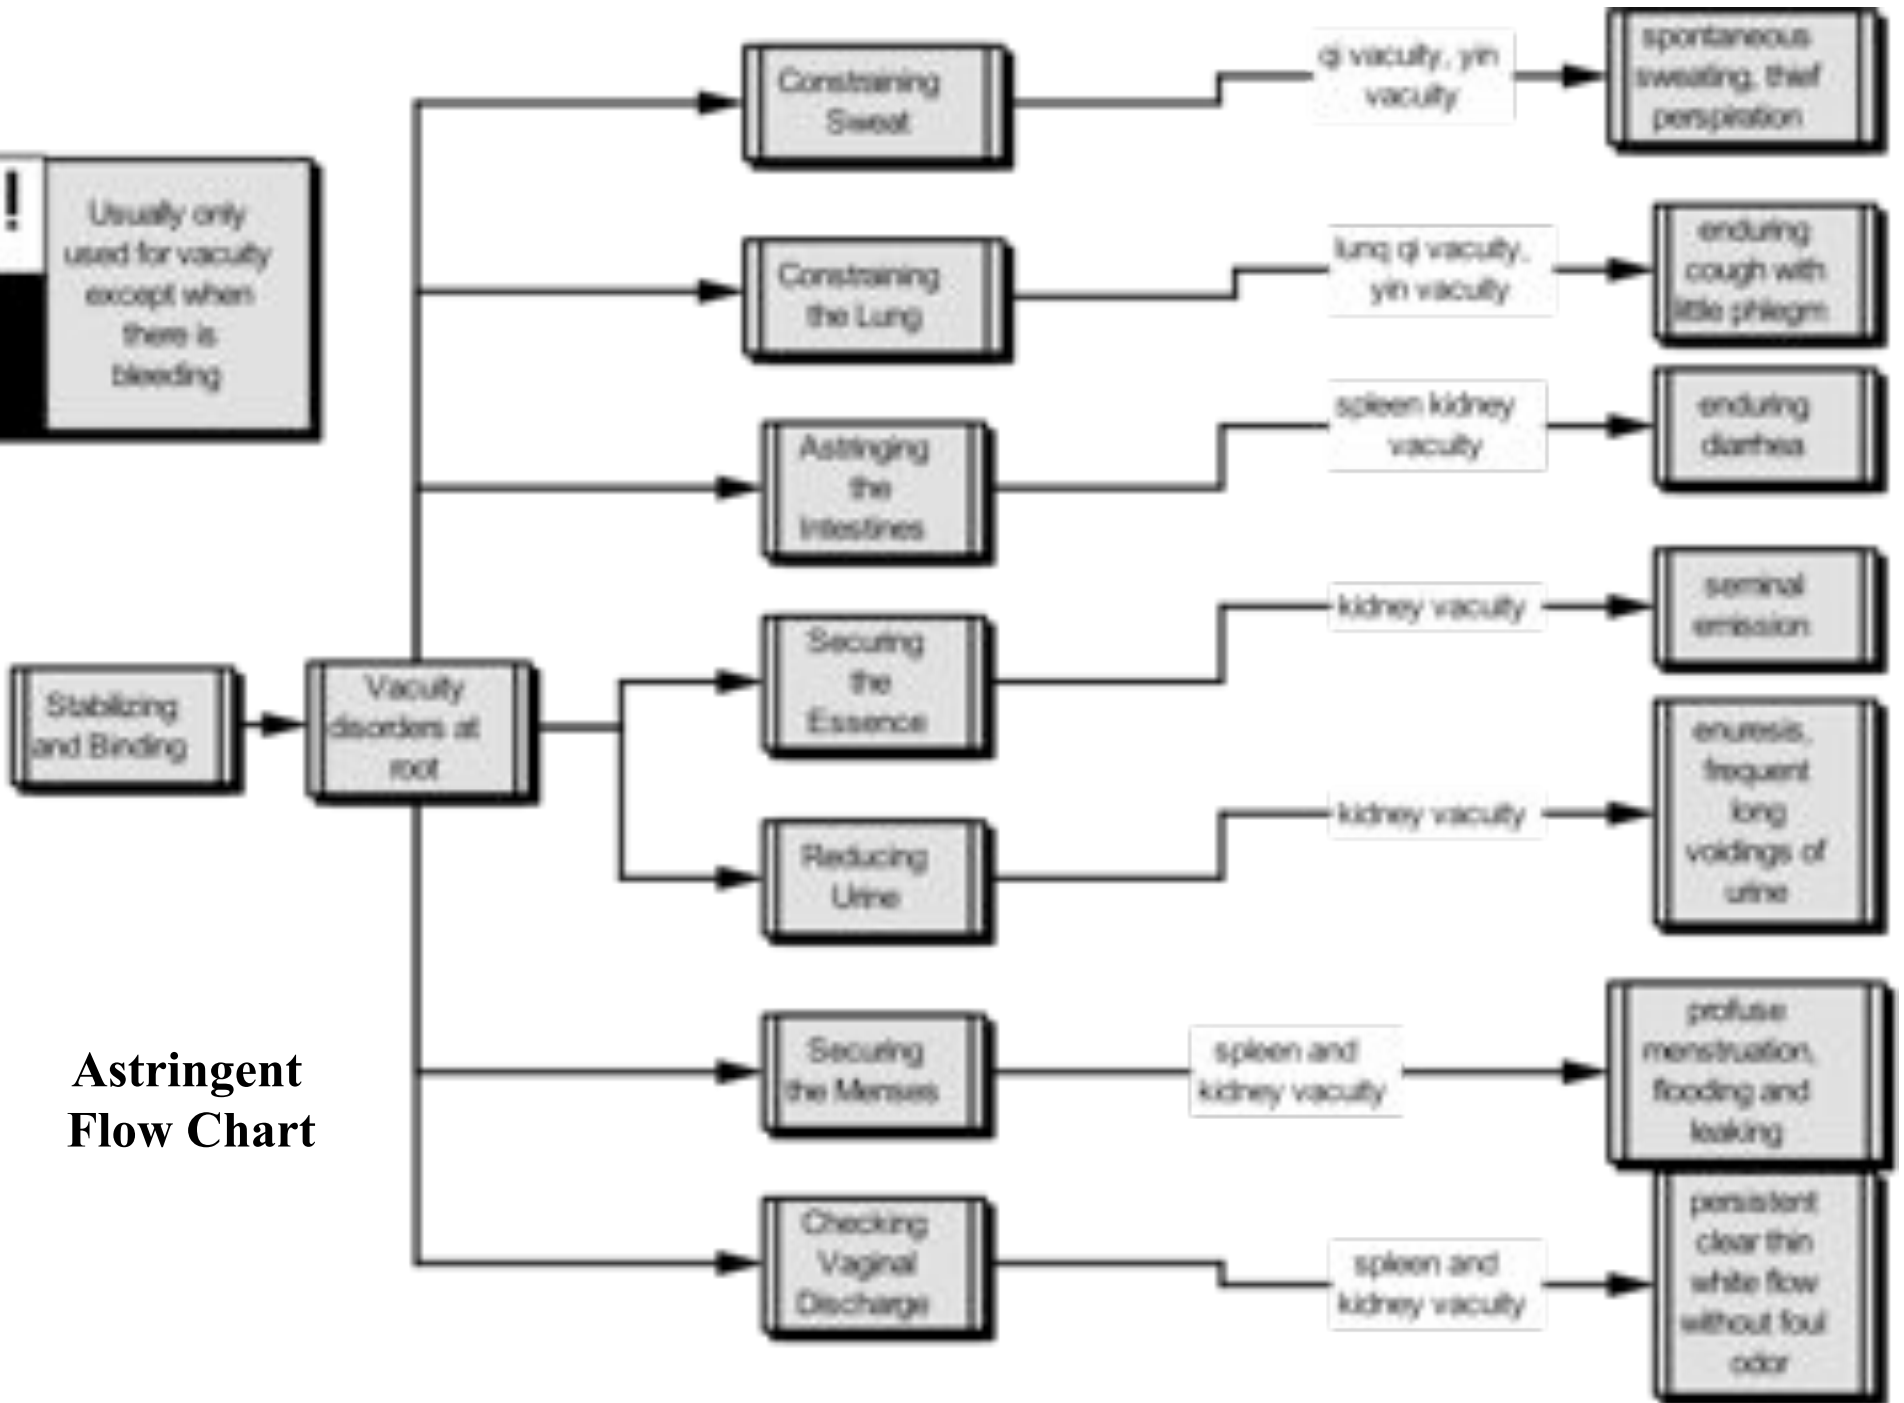 Constraining
Sweat
qi vacuity, yin
vacuity
spontaneous
sweating, thief
perspiration
!
Usually only
used for vacuity
except when
there is
bleeding
Constraining
the Lung
lung qi vacuity,
yin vacuity
enduring
cough with
little phlegm
Astringing
the
Intestines
spleen kidney
vacuity
enduring
diarrhea
Stabilizing
and Binding
Vacuity
disorders at
root
Securing
the
Essence
kidney vacuity
seminal
emission
Reducing
Urine
kidney vacuity
enuresis,
frequent
long
voidings of
urine
Securing
the Menses
spleen and
kidney vacuity
profuse
menstruation,
flooding and
leaking
Checking
Vaginal
Discharge
spleen and
kidney vacuity
persistent
clear thin
white flow
without foul
odor
Astringent
Flow Chart